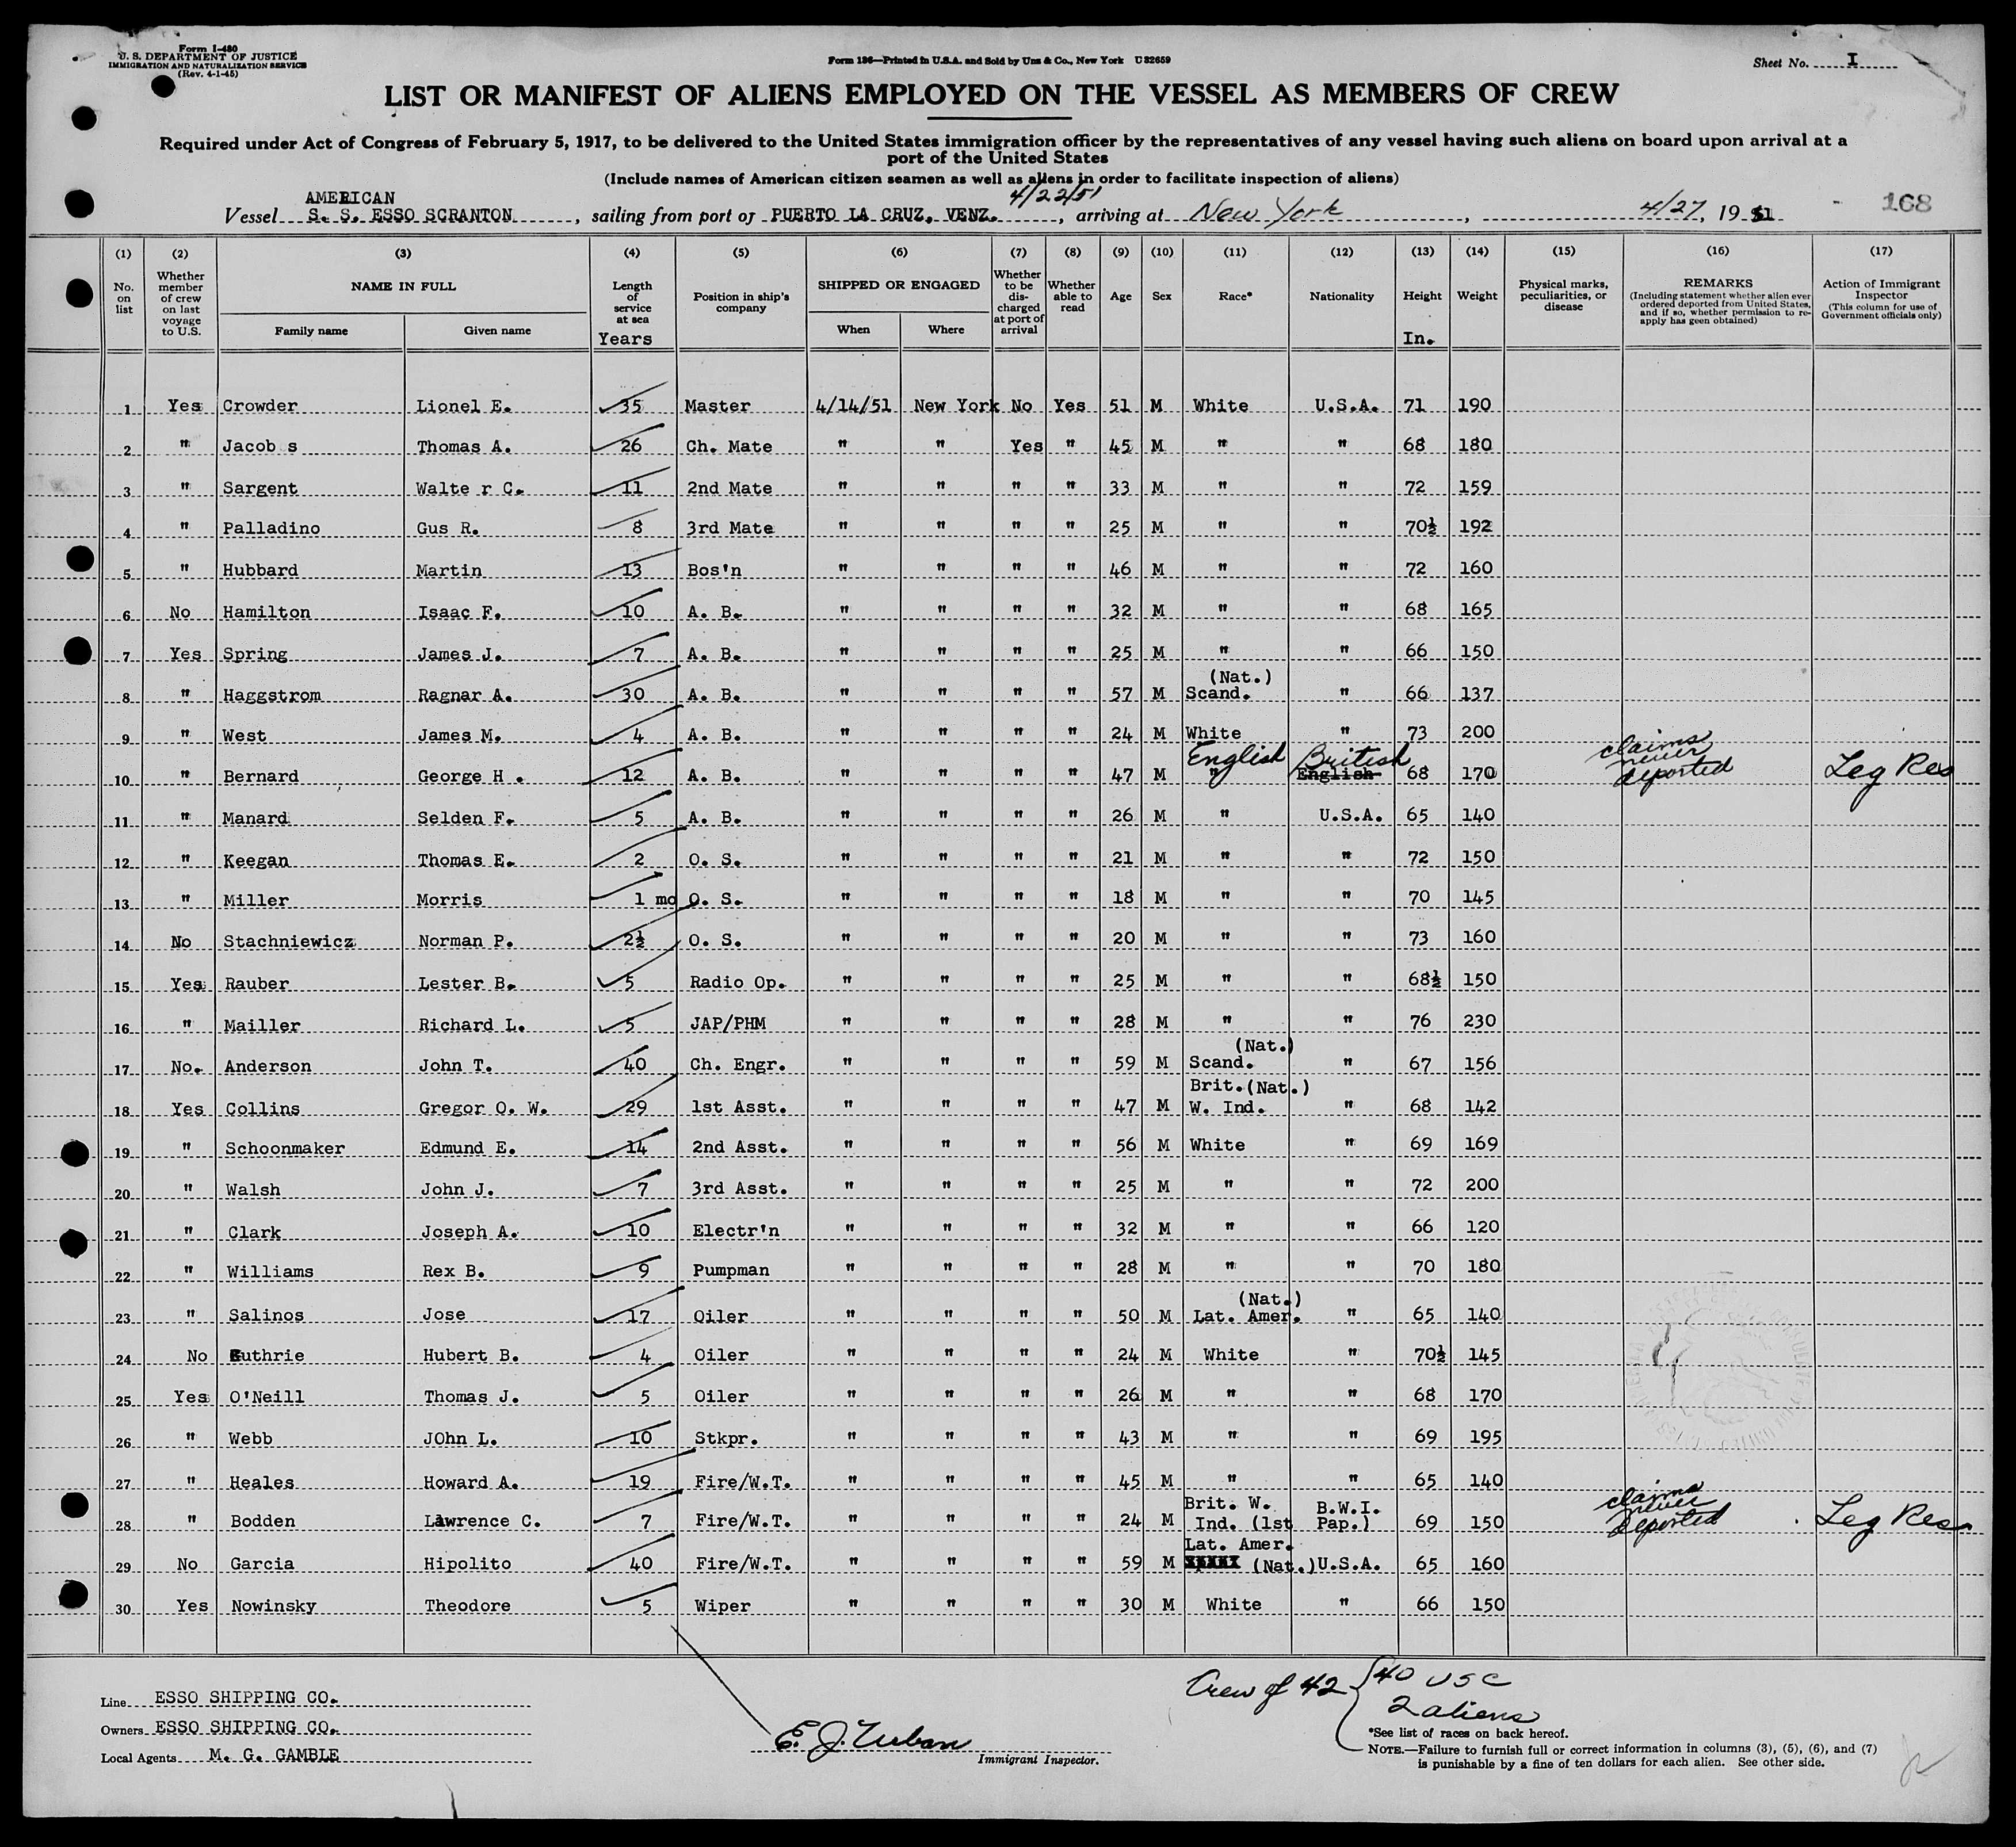 Form I-480
U. S. DEPARTMENT OF JUSTICE
IMMIGRATION AND NATURALIZATION SERVICE
(Rev. 4-1-45)
Form 136—Printed in U.S.A. and Sold by Unz & Co., New York U 32659
Sheet No. I
LIST OR MANIFEST OF ALIENS EMPLOYED ON THE VESSEL AS MEMBERS OF CREW
Required under Act of Congress of February 5, 1917, to be delivered to the United States immigration officer by the representatives of any vessel having such aliens on board upon arrival at a
port of the United States
(Include names of American citizen seamen as well as aliens in order to facilitate inspection of aliens)
AMERICAN 4/22/51
Vessel S. S. ESSO SCRANTON, sailing from port of PUERTO LA CRUZ, VENZ., arriving at New York, 4/27, 1951 168
(1) (2) (3) (4) (5) (6) (7) (8) (9) (10) (11) (12) (13) (14) (15) (16) (17)
No. on list
Whether member of crew on last voyage to U.S.
NAME IN FULL
Family name Given name
Length of service at sea
Years
Position in ship's company
SHIPPED OR ENGAGED
When Where
Whether to be discharged at port of arrival
Whether able to read
Age Sex Race* Nationality Height In. Weight
Physical marks, peculiarities, or disease
REMARKS
(Including statement whether alien ever ordered deported from United States, and if so, whether permission to reapply has geen obtained)
Action of Immigrant Inspector
(This column for use of Government officials only)
1 Yes Crowder Lionel E. 35 Master 4/14/51 New York No Yes 51 M White U.S.A. 71 190
2 " Jacob s Thomas A. 26 Ch. Mate " " Yes " 45 M " " 68 180
3 " Sargent Walte r C. 11 2nd Mate " " " " 33 M " " 72 159
4 " Palladino Gus R. 8 3rd Mate " " " " 25 M " " 70½ 192
5 " Hubbard Martin 13 Bos'n " " " " 46 M " " 72 160
6 No Hamilton Isaac F. 10 A. B. " " " " 32 M " " 68 165
7 Yes Spring James J. 7 A. B. " " " " 25 M " " 66 150
8 " Haggstrom Ragnar A. 30 A. B. " " " " 57 M (Nat.) Scand. " 66 137
9 " West James M. 4 A. B. " " " " 24 M White " 73 200
10 " Bernard George H . 12 A. B. " " " " 47 M " English English British 68 170 claims never deported Leg Res
11 " Manard Selden F. 5 A. B. " " " " 26 M " U.S.A. 65 140
12 " Keegan Thomas E. 2 O. S. " " " " 21 M " " 72 150
13 " Miller Morris 1 mo O. S. " " " " 18 M " " 70 145
14 No Stachniewicz Norman P. 2½ O. S. " " " " 20 M " " 73 160
15 Yes Rauber Lester B. 5 Radio Op. " " " " 25 M " " 68½ 150
16 " Mailler Richard L. 5 JAP/PHM " " " " 28 M " " 76 230
17 No. Anderson John T. 40 Ch. Engr. " " " " 59 M (Nat.) Scand. " 67 156
18 Yes Collins Gregor O. W. 29 1st Asst. " " " " 47 M Brit.(Nat.) W. Ind. " 68 142
19 " Schoonmaker Edmund E. 14 2nd Asst. " " " " 56 M White " 69 169
20 " Walsh John J. 7 3rd Asst. " " " " 25 M " " 72 200
21 " Clark Joseph A. 10 Electr'n " " " " 32 M " " 66 120
22 " Williams Rex B. 9 Pumpman " " " " 28 M " " 70 180
23 " Salinos Jose 17 Oiler " " " " 50 M (Nat.) Lat. Amer. " 65 140
24 No Guthrie Hubert B. 4 Oiler " " " " 24 M White " 70½ 145
25 Yes O'Neill Thomas J. 5 Oiler " " " " 26 M " " 68 170
26 " Webb JOhn L. 10 Stkpr. " " " " 43 M " " 69 195
27 " Heales Howard A. 19 Fire/W.T. " " " " 45 M " " 65 140
28 " Bodden Lawrence C. 7 Fire/W.T. " " " " 24 M Brit. W. Ind. (1st Pap.) B.W.I. 69 150 claims never deported Leg Res
29 No Garcia Hipolito 40 Fire/W.T. " " " " 59 M Lat. Amer. (Nat.) U.S.A. 65 160
30 Yes Nowinsky Theodore 5 Wiper " " " " 30 M White " 66 150
Line ESSO SHIPPING CO.
Owners ESSO SHIPPING CO.
Local Agents M. G. GAMBLE
E. J. Urban
Immigrant Inspector.
Crew of 42 { 40 USC
2 aliens
*See list of races on back hereof.
NOTE.—Failure to furnish full or correct information in columns (3), (5), (6), and (7)
is punishable by a fine of ten dollars for each alien. See other side.